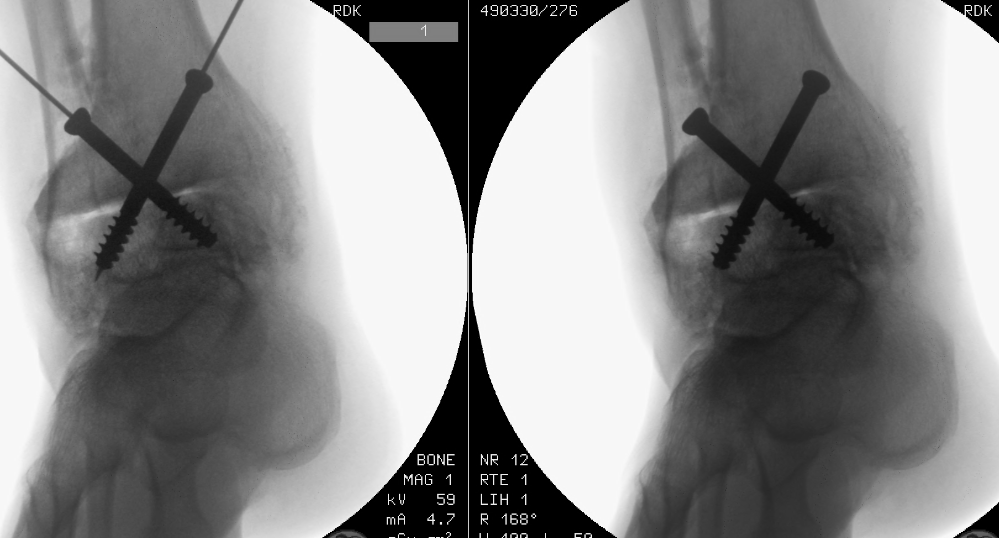 RDK
1
BONE
MAG 1
kV 59
mA 4.7
490330/276
RDK
NR 12
RTE 1
LIH 1
R 168°